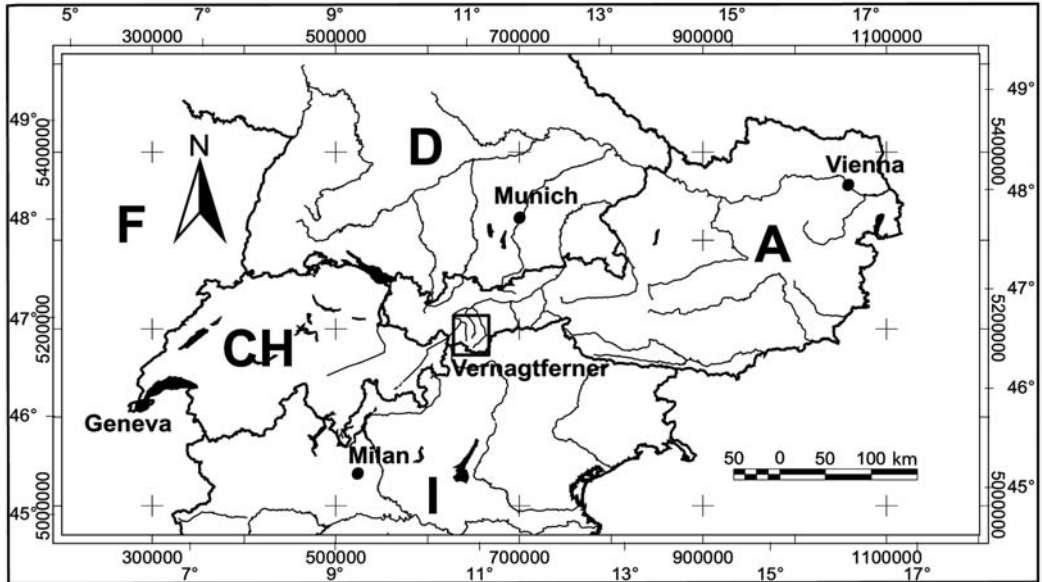 5° 7° 9° 11° 13° 15° 17°
300000 500000 7000000 900000 1100000
49° 5400000 5400000 49°
N
D
Vienna
Munich
48° 48°
F
A
47° 5200000 5200000 47°
CH
Vernagtferner
46° 46°
Geneva
Milan
50 0 50 100 km
I
45° 5000000 5000000 45°
300000 500000 7000000 900000 1100000
7° 9° 11° 13° 15° 17°